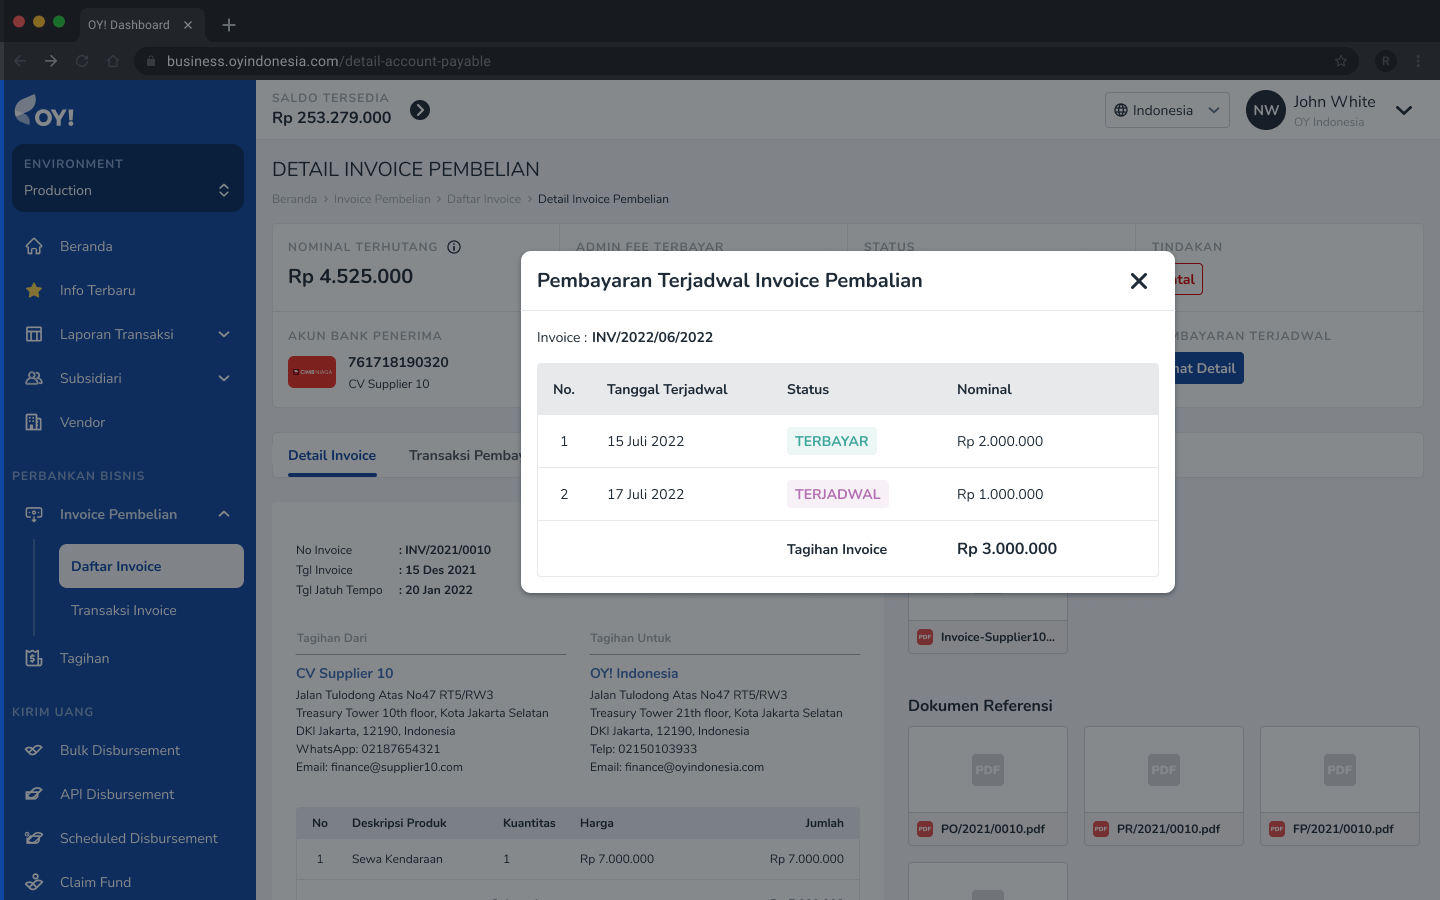 OY! Dashboard
business.oyindonesia.com/detail-account-payable
R
OY!
SALDO TERSEDIA
Rp 253.279.000
Indonesia
NW
John White
OY Indonesia
ENVIRONMENT
Production
Beranda
Info Terbaru
Laporan Transaksi
Subsidiari
Vendor
PERBANKAN BISNIS
Invoice Pembelian
Daftar Invoice
Transaksi Invoice
Tagihan
KIRIM UANG
Bulk Disbursement
API Disbursement
Scheduled Disbursement
Claim Fund
DETAIL INVOICE PEMBELIAN
Beranda > Invoice Pembelian > Daftar Invoice > Detail Invoice Pembelian
NOMINAL TERHUTANG
Rp 4.525.000
ADMIN FEE TERBAYAR
STATUS
TINDAKAN
tal
AKUN BANK PENERIMA
CIMB NIAGA
761718190320
CV Supplier 10
MBAYARAN TERJADWAL
hat Detail
Pembayaran Terjadwal Invoice Pembalian
Invoice : INV/2022/06/2022
No. Tanggal Terjadwal Status Nominal
1 15 Juli 2022 TERBAYAR Rp 2.000.000
2 17 Juli 2022 TERJADWAL Rp 1.000.000
Tagihan Invoice Rp 3.000.000
Detail Invoice
Transaksi Pembay
No Invoice : INV/2021/0010
Tgl Invoice : 15 Des 2021
Tgl Jatuh Tempo : 20 Jan 2022
Tagihan Dari
CV Supplier 10
Jalan Tulodong Atas No47 RT5/RW3
Treasury Tower 10th floor, Kota Jakarta Selatan
DKI Jakarta, 12190, Indonesia
WhatsApp: 02187654321
Email: finance@supplier10.com
Tagihan Untuk
OY! Indonesia
Jalan Tulodong Atas No47 RT5/RW3
Treasury Tower 21th floor, Kota Jakarta Selatan
DKI Jakarta, 12190, Indonesia
Telp: 02150103933
Email: finance@oyindonesia.com
No Deskripsi Produk Kuantitas Harga Jumlah
1 Sewa Kendaraan 1 Rp 7.000.000 Rp 7.000.000
PDF Invoice-Supplier10...
Dokumen Referensi
PDF
PDF PO/2021/0010.pdf
PDF
PDF PR/2021/0010.pdf
PDF
PDF FP/2021/0010.pdf